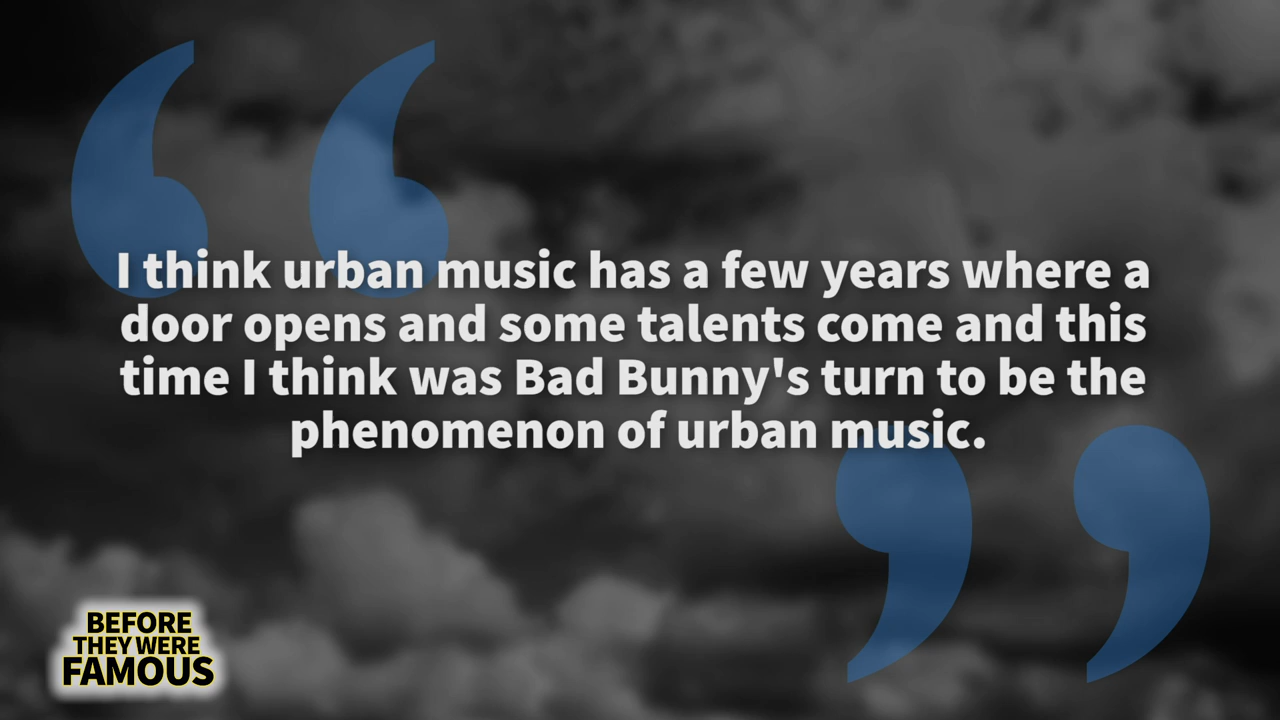 I think urban music has a few years where a
door opens and some talents come and this
time I think was Bad Bunny's turn to be the
phenomenon of urban music.
BEFORE
THEY WERE
FAMOUS